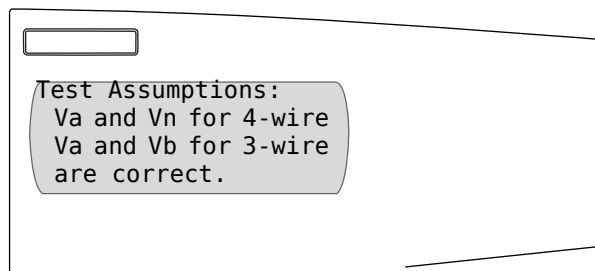 Test Assumptions:
Va and Vn for 4-wire
Va and Vb for 3-wire
are correct.